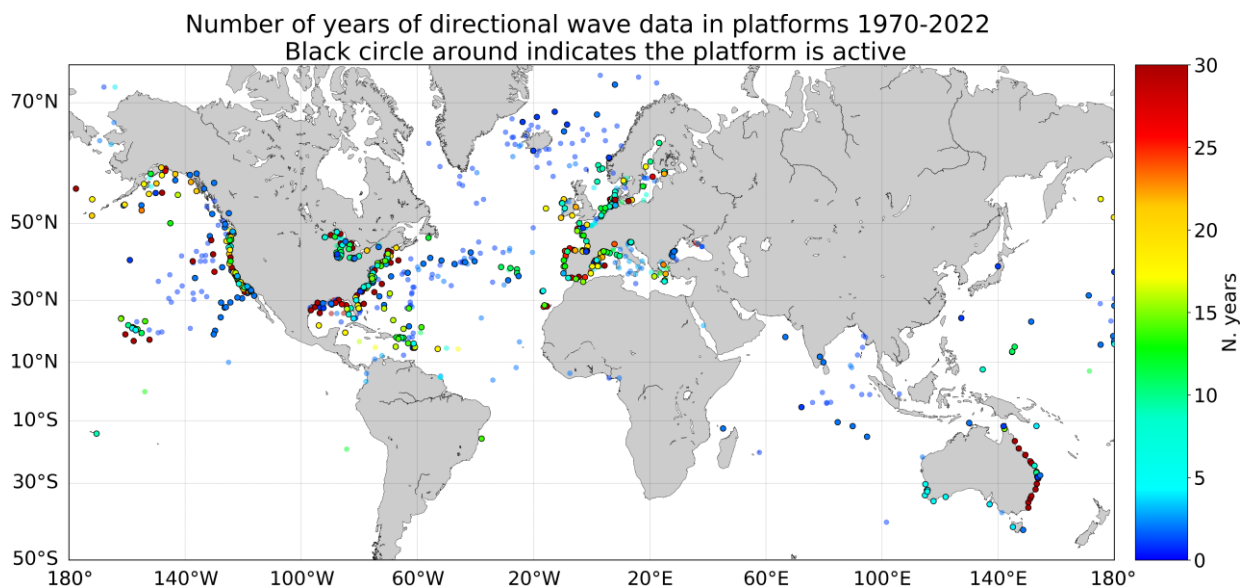 Number of years of directional wave data in platforms 1970-2022
Black circle around indicates the platform is active
70°N
50°N
30°N
10°N
10°S
30°S
50°S
180°
140°W
100°W
60°W
20°W
20°E
60°E
100°E
140°E
180°
30
25
20
15
10
5
0
N. years